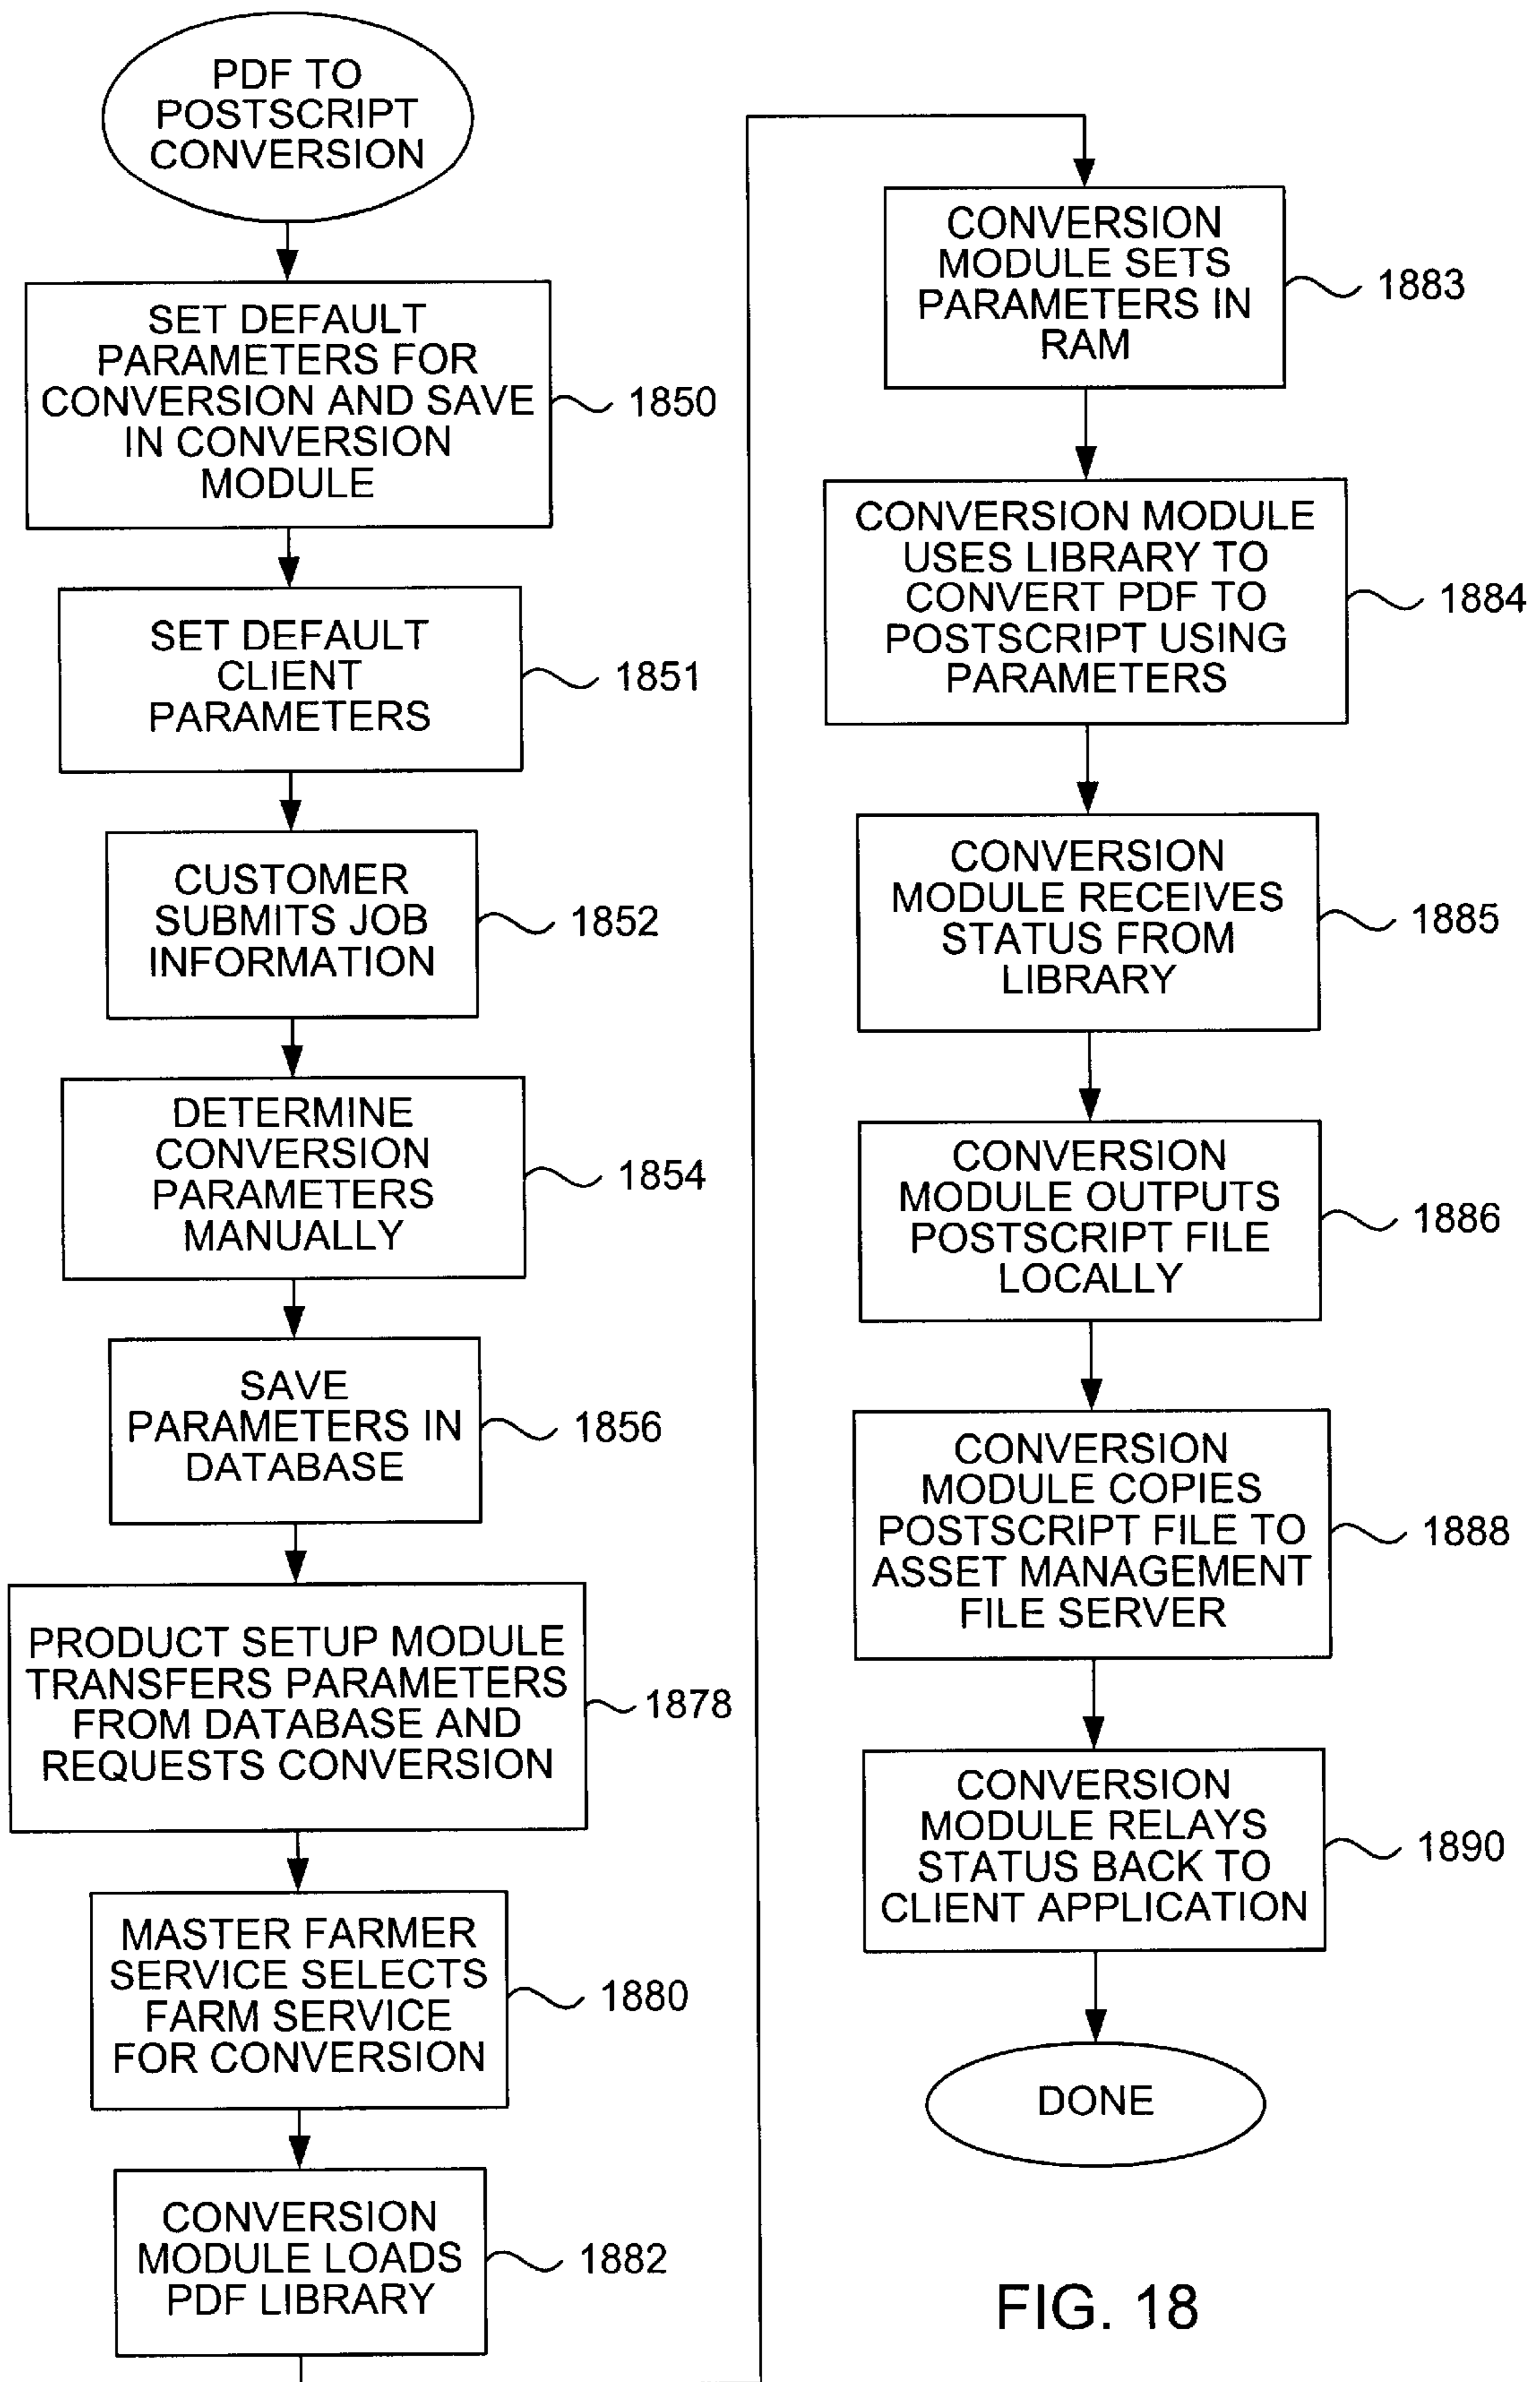 PDF TO
POSTSCRIPT
CONVERSION
SET DEFAULT
PARAMETERS FOR
CONVERSION AND SAVE
IN CONVERSION
MODULE
1850
SET DEFAULT
CLIENT
PARAMETERS
1851
CUSTOMER
SUBMITS JOB
INFORMATION
1852
DETERMINE
CONVERSION
PARAMETERS
MANUALLY
1854
SAVE
PARAMETERS IN
DATABASE
1856
PRODUCT SETUP MODULE
TRANSFERS PARAMETERS
FROM DATABASE AND
REQUESTS CONVERSION
1878
MASTER FARMER
SERVICE SELECTS
FARM SERVICE
FOR CONVERSION
1880
CONVERSION
MODULE LOADS
PDF LIBRARY
1882
CONVERSION
MODULE SETS
PARAMETERS IN
RAM
1883
CONVERSION MODULE
USES LIBRARY TO
CONVERT PDF TO
POSTSCRIPT USING
PARAMETERS
1884
CONVERSION
MODULE RECEIVES
STATUS FROM
LIBRARY
1885
CONVERSION
MODULE OUTPUTS
POSTSCRIPT FILE
LOCALLY
1886
CONVERSION
MODULE COPIES
POSTSCRIPT FILE TO
ASSET MANAGEMENT
FILE SERVER
1888
CONVERSION
MODULE RELAYS
STATUS BACK TO
CLIENT APPLICATION
1890
DONE
FIG. 18